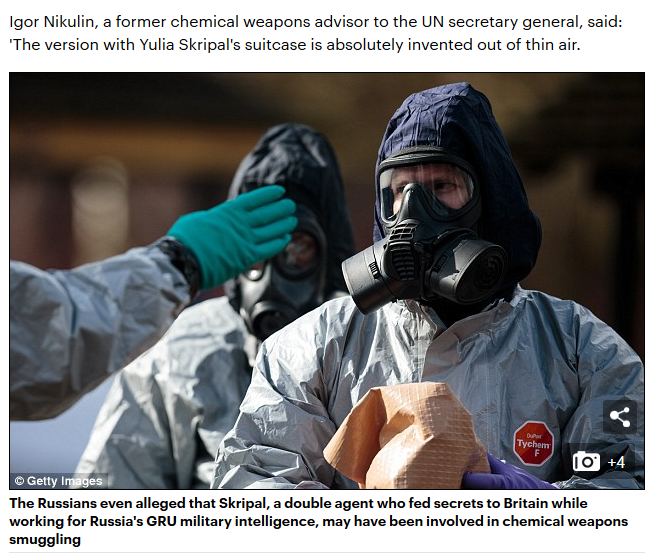 Igor Nikulin, a former chemical weapons advisor to the UN secretary general, said:
'The version with Yulia Skripal's suitcase is absolutely invented out of thin air.
DuPont
Tychem
F
+4
© Getty Images
The Russians even alleged that Skripal, a double agent who fed secrets to Britain while
working for Russia's GRU military intelligence, may have been involved in chemical weapons
smuggling